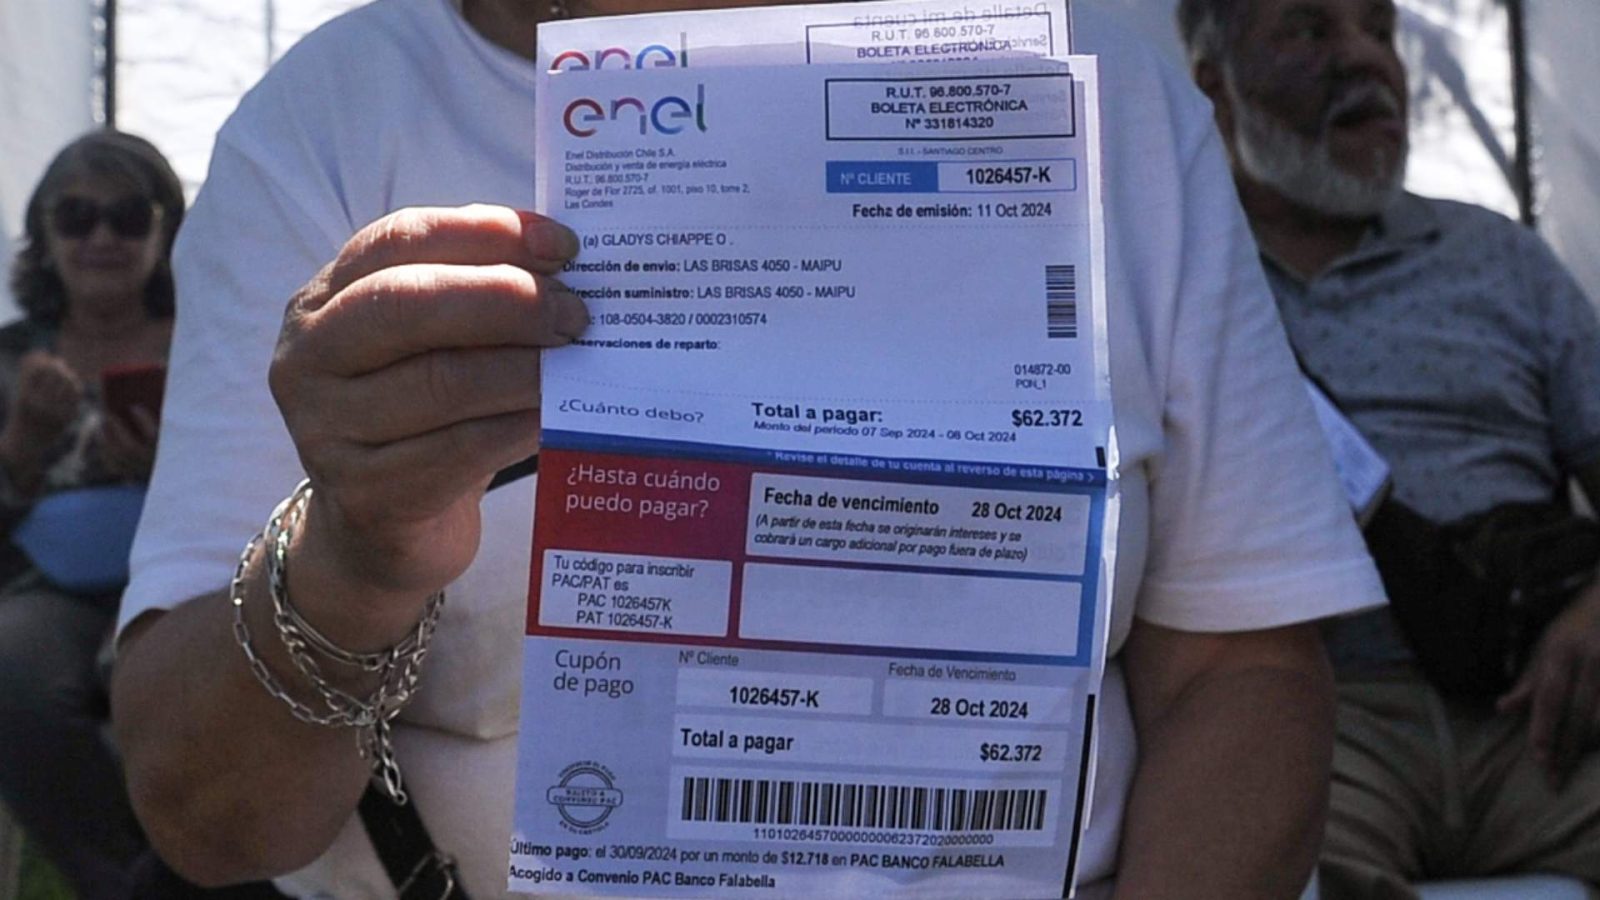 R.U.T. 96.800.570-7
BOLETA ELECTRÓNICA
enel
enel
R.U.T. 96.800.570-7
BOLETA ELECTRÓNICA
Nº 331814320
S.I.I. - SANTIAGO CENTRO
Enel Distribución Chile S.A.
Distribución y venta de energía eléctrica
R.U.T. 96.800.570-7
Roger de Flor 2725, of. 1001, piso 10, torre 2,
Las Condes
Nº CLIENTE 1026457-K
Fecha de emisión: 11 Oct 2024
(a) GLADYS CHIAPPE O .
Dirección de envio: LAS BRISAS 4050 - MAIPU
rección suministro: LAS BRISAS 4050 - MAIPU
: 108-0504-3820 / 0002310574
servaciones de reparto:
014872-00
PON_1
¿Cuánto debo? Total a pagar: $62.372
Monto del periodo 07 Sep 2024 - 08 Oct 2024
* Revise el detalle de tu cuenta al reverso de esta página >
¿Hasta cuándo
puedo pagar?
Fecha de vencimiento 28 Oct 2024
(A partir de esta fecha se originarán intereses y se
cobrará un cargo adicional por pago fuera de plazo)
Tu código para inscribir
PAC/PAT es
PAC 1026457K
PAT 1026457-K
Cupón
de pago
Nº Cliente
1026457-K
Fecha de Vencimiento
28 Oct 2024
Total a pagar $62.372
SUJETO A
CONVENIO PAC
1101026457000000006237202000000
Último pago: el 30/09/2024 por un monto de $12.718 en PAC BANCO FALABELLA
Acogido a Convenio PAC Banco Falabella